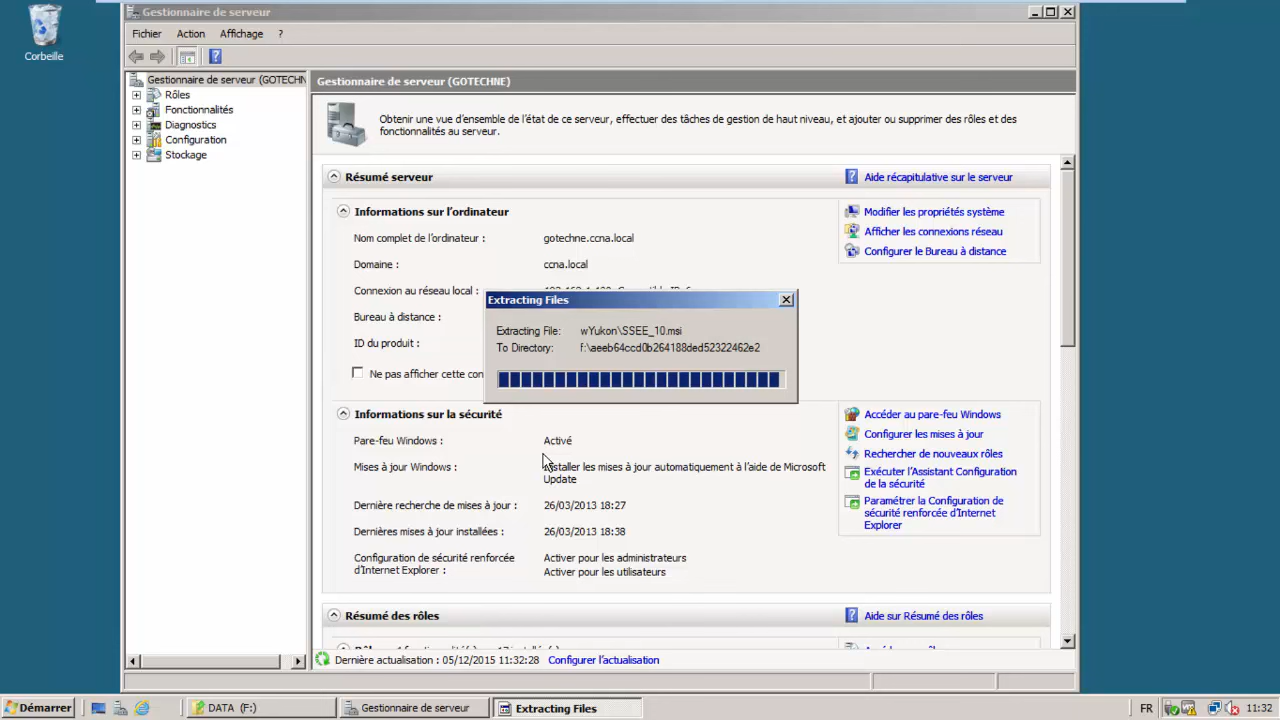 Corbeille
Gestionnaire de serveur
Fichier Action Affichage ?
Gestionnaire de serveur (GOTECHN
Rôles
Fonctionnalités
Diagnostics
Configuration
Stockage
Gestionnaire de serveur (GOTECHNE)
Obtenir une vue d'ensemble de l'état de ce serveur, effectuer des tâches de gestion de haut niveau, et ajouter ou supprimer des rôles et des
fonctionnalités au serveur.
Résumé serveur
Aide récapitulative sur le serveur
Informations sur l'ordinateur
Nom complet de l'ordinateur : gotechne.ccna.local
Domaine : ccna.local
Connexion au réseau local :
Bureau à distance :
ID du produit :
Ne pas afficher cette con
Modifier les propriétés système
Afficher les connexions réseau
Configurer le Bureau à distance
Extracting Files
Extracting File: wYukon\SSEE_10.msi
To Directory: f:\aeeb64ccd0b264188ded52322462e2
Informations sur la sécurité
Pare-feu Windows : Activé
Mises à jour Windows : Installer les mises à jour automatiquement à l'aide de Microsoft
Update
Dernière recherche de mises à jour : 26/03/2013 18:27
Dernières mises à jour installées : 26/03/2013 18:38
Configuration de sécurité renforcée
d'Internet Explorer :
Activer pour les administrateurs
Activer pour les utilisateurs
Accéder au pare-feu Windows
Configurer les mises à jour
Rechercher de nouveaux rôles
Exécuter l'Assistant Configuration
de la sécurité
Paramétrer la Configuration de
sécurité renforcée d'Internet
Explorer
Résumé des rôles
Aide sur Résumé des rôles
Dernière actualisation : 05/12/2015 11:32:28 Configurer l'actualisation
Démarrer
DATA (F:)
Gestionnaire de serveur
Extracting Files
FR
11:32